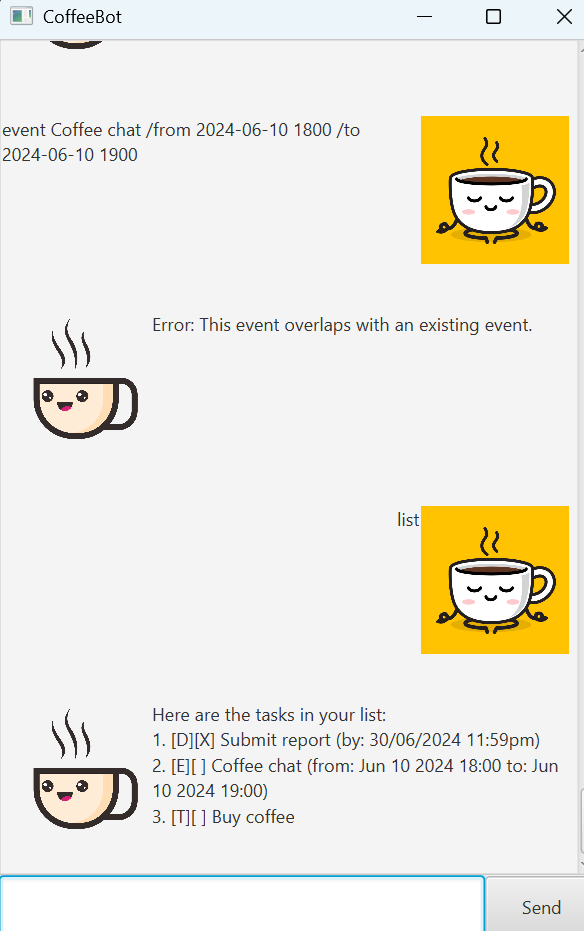 CoffeeBot
event Coffee chat /from 2024-06-10 1800 /to
2024-06-10 1900
Error: This event overlaps with an existing event.
list
Here are the tasks in your list:
1. [D][X] Submit report (by: 30/06/2024 11:59pm)
2. [E][ ] Coffee chat (from: Jun 10 2024 18:00 to: Jun
10 2024 19:00)
3. [T][ ] Buy coffee
Send